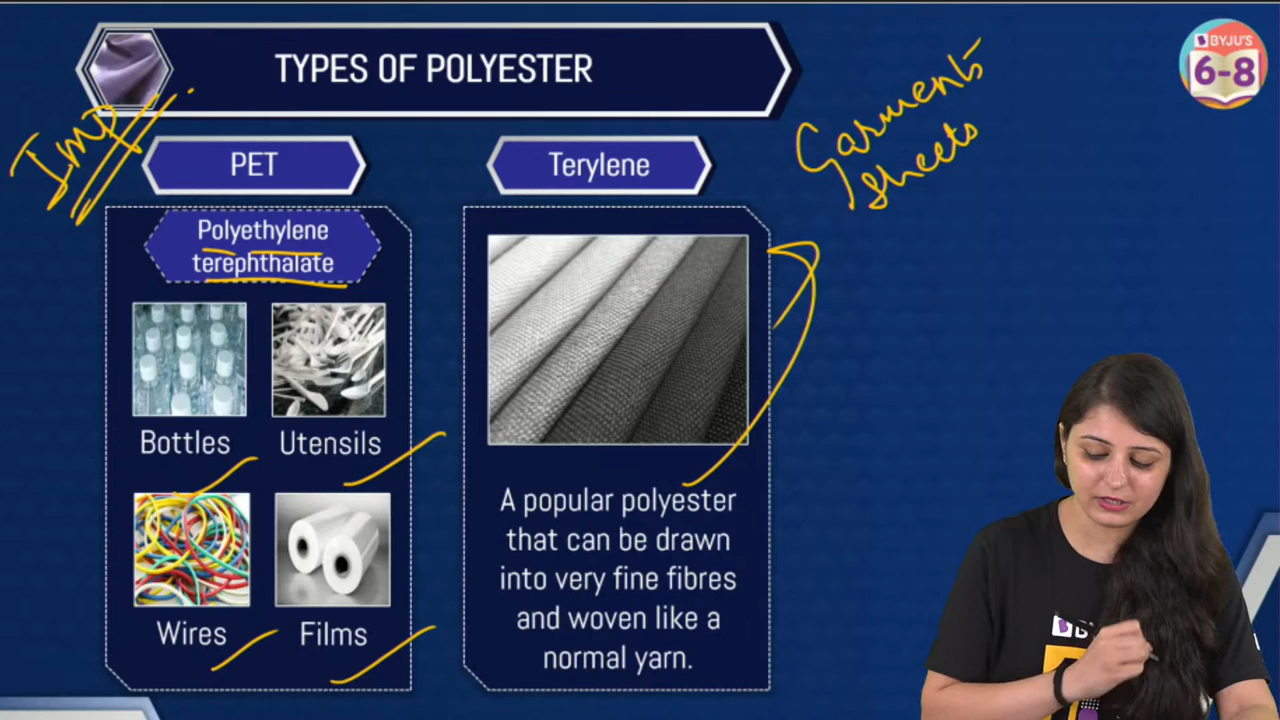 TYPES OF POLYESTER
BYJU'S
6-8
Imp
Garments
sheets
PET
Polyethylene
terephthalate
Bottles
Utensils
Wires
Films
Terylene
A popular polyester
that can be drawn
into very fine fibres
and woven like a
normal yarn.